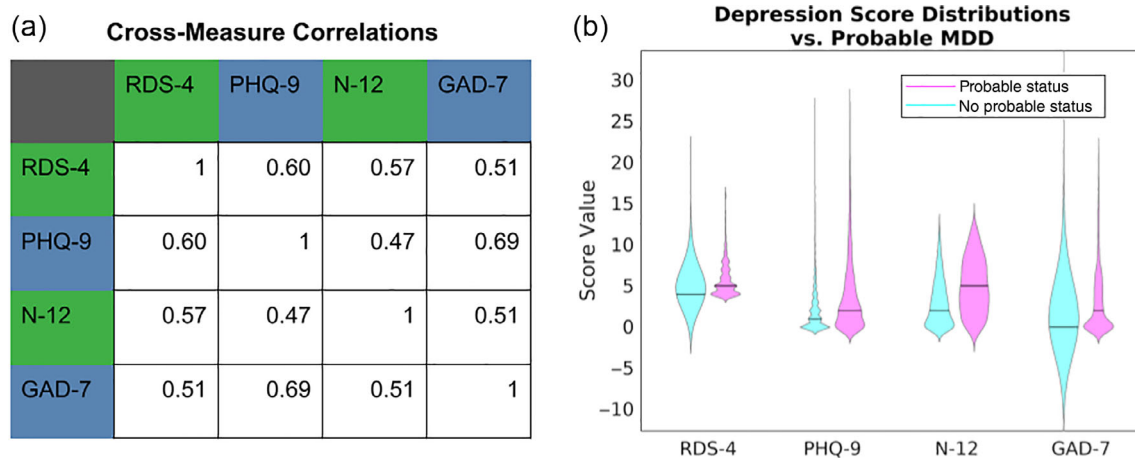 (a)
Cross-Measure Correlations
RDS-4 PHQ-9 N-12 GAD-7
RDS-4 1 0.60 0.57 0.51
PHQ-9 0.60 1 0.47 0.69
N-12 0.57 0.47 1 0.51
GAD-7 0.51 0.69 0.51 1
(b)
Depression Score Distributions
vs. Probable MDD
Probable status
No probable status
Score Value
30
25
20
15
10
5
0
−5
−10
RDS-4 PHQ-9 N-12 GAD-7